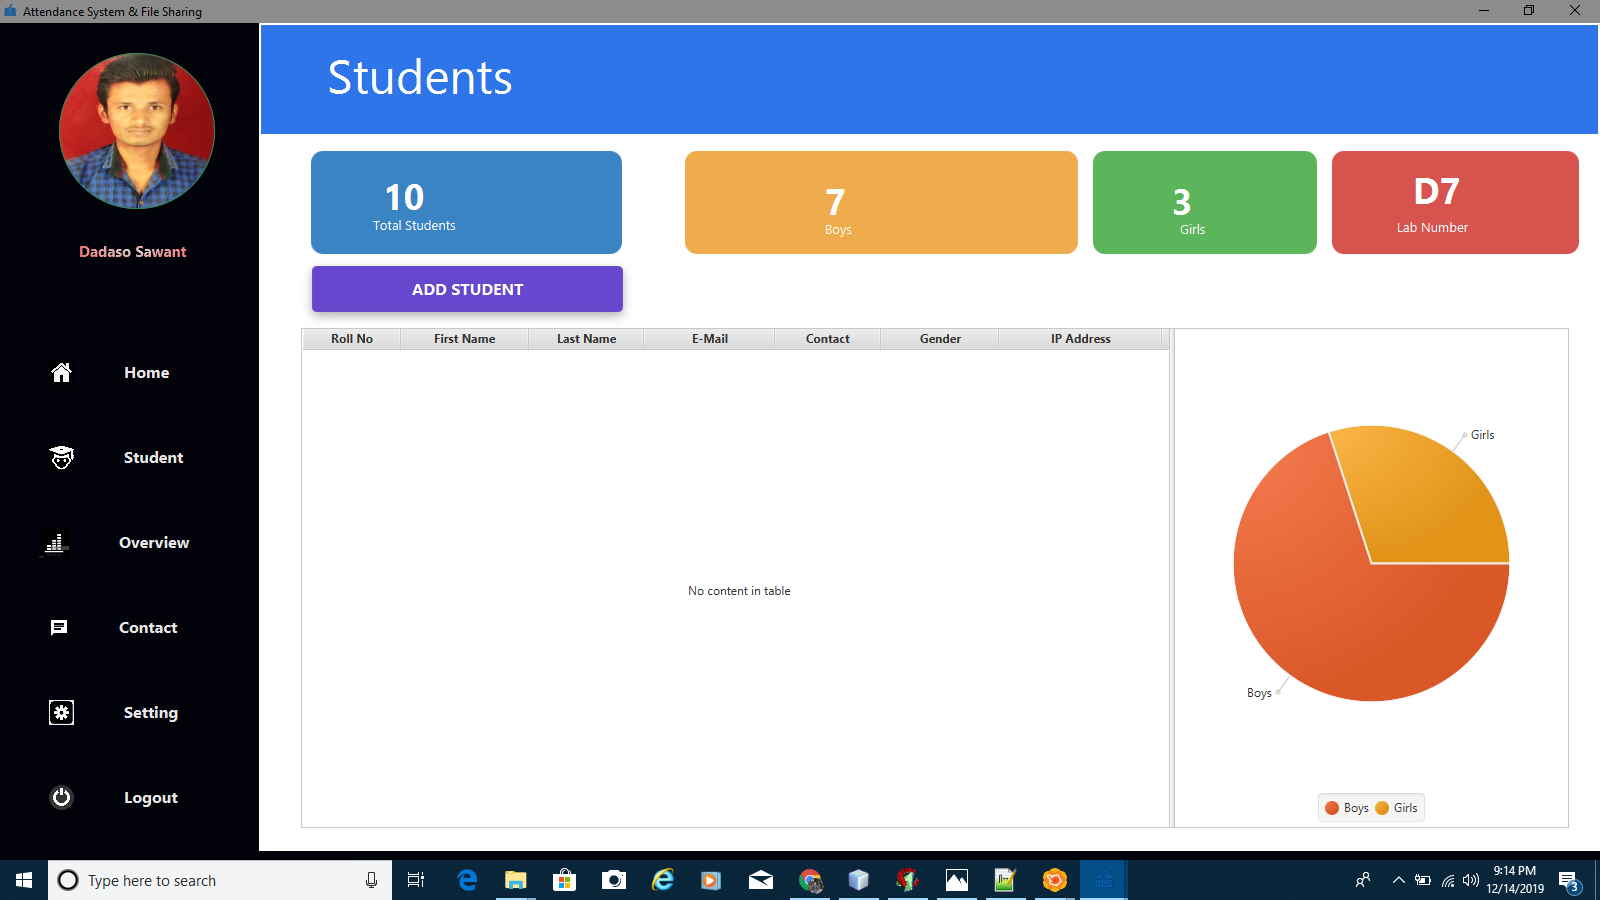 Attendance System & File Sharing
Students
Dadaso Sawant
Home
Student
Overview
Contact
Setting
Logout
10
Total Students
7
Boys
3
Girls
D7
Lab Number
ADD STUDENT
Roll No First Name Last Name E-Mail Contact Gender IP Address
No content in table
Girls
Boys
Boys Girls
Type here to search
9:14 PM
12/14/2019
3